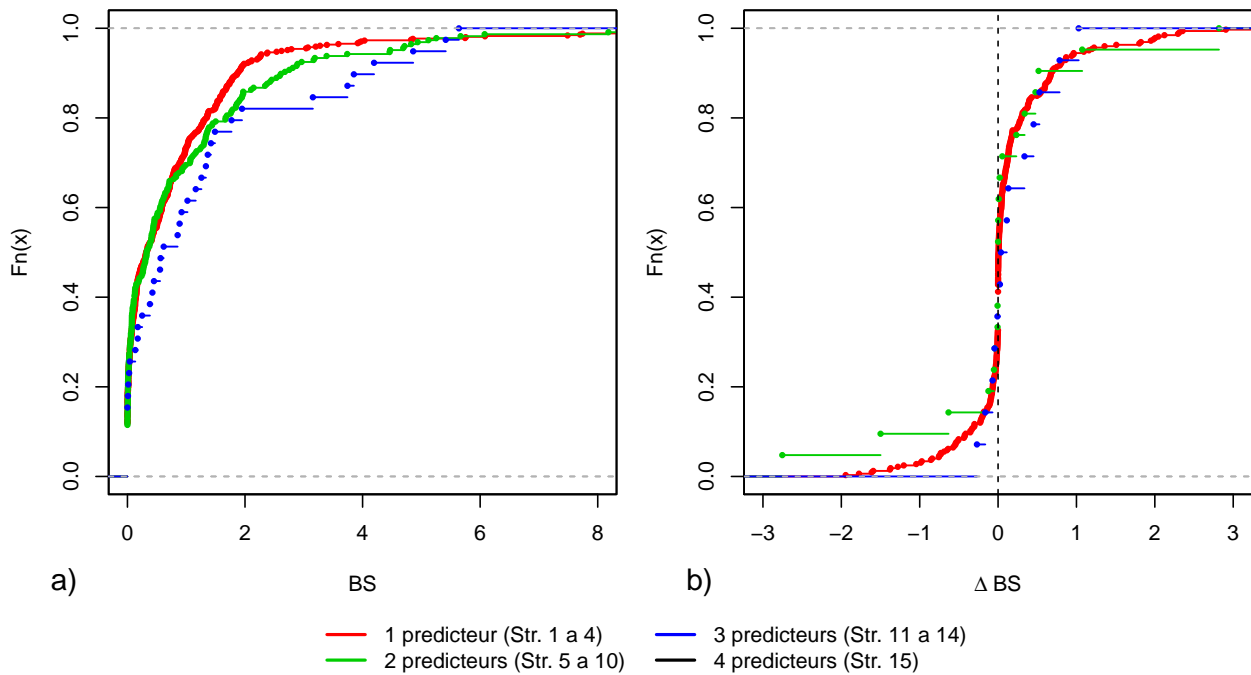 1.0
0.8
0.6
0.4
0.2
0.0
Fn(x)
0 2 4 6 8
a) BS
1.0
0.8
0.6
0.4
0.2
0.0
Fn(x)
−3 −2 −1 0 1 2 3
b) Δ BS
1 predicteur (Str. 1 a 4)
2 predicteurs (Str. 5 a 10)
3 predicteurs (Str. 11 a 14)
4 predicteurs (Str. 15)